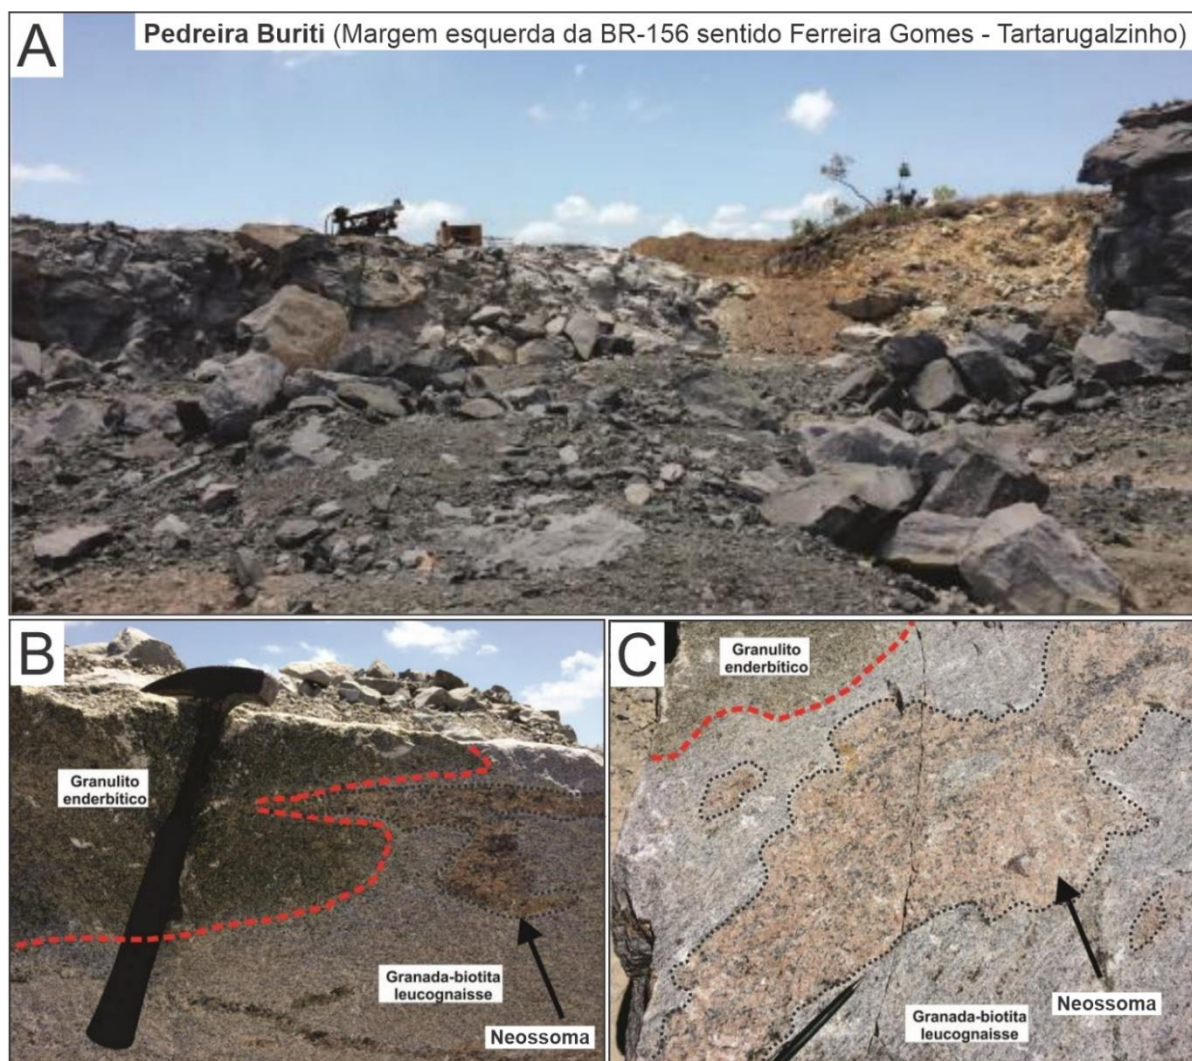 A
Pedreira Buriti (Margem esquerda da BR-156 sentido Ferreira Gomes - Tartarugalzinho)
B
Granulito
enderbítico
Granada-biotita
leucognaisse
Neossoma
C
Granulito
enderbítico
Granada-biotita
leucognaisse
Neossoma